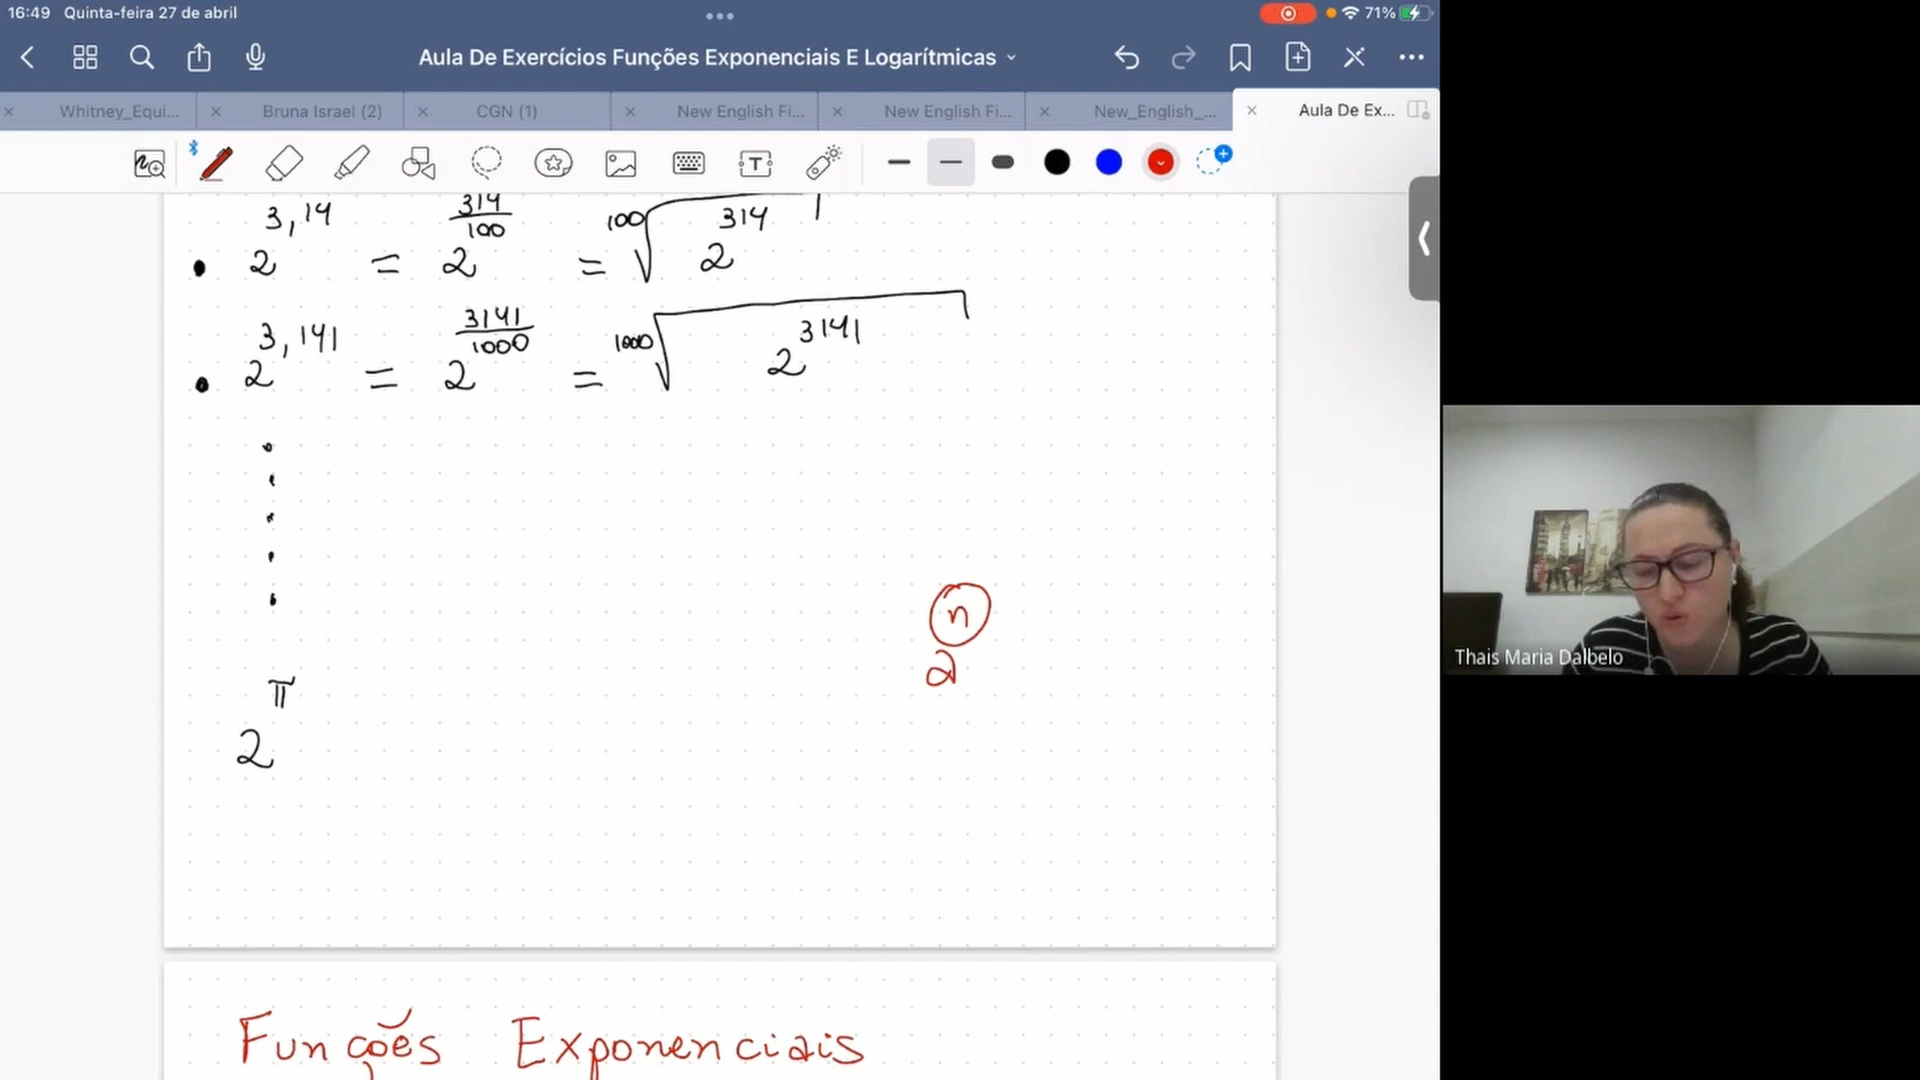 16:49 Quinta-feira 27 de abril
71%
Aula De Exercícios Funções Exponenciais E Logarítmicas
Whitney_Equi...
Bruna Israel (2)
CGN (1)
New English Fi...
New English Fi...
New_English_...
Aula De Ex...
2^{3,14} = 2^{314/100} = \sqrt[100]{2^{314}}
2^{3,141} = 2^{3141/1000} = \sqrt[1000]{2^{3141}}
2^n
2^π
Funções Exponenciais
Thais Maria Dalbelo